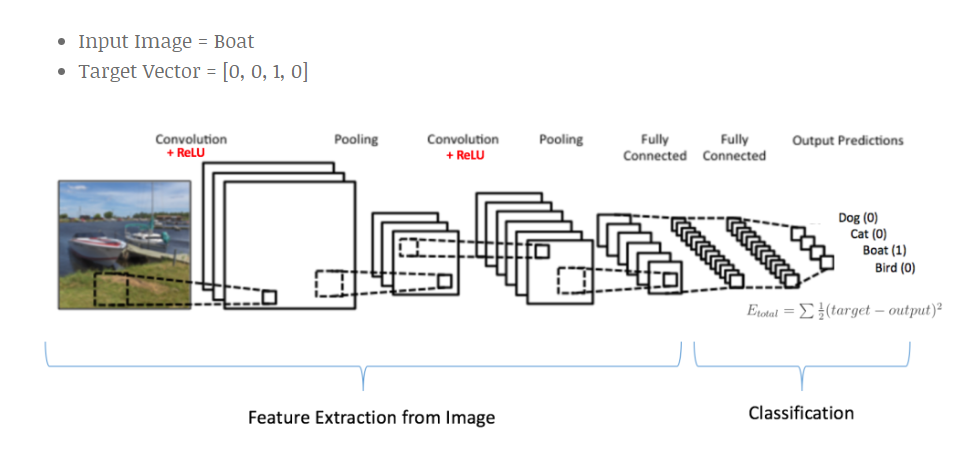 Input Image = Boat
Target Vector = [0, 0, 1, 0]
Convolution
+ ReLU
Pooling
Convolution
+ ReLU
Pooling
Fully
Connected
Fully
Connected
Output Predictions
Dog (0)
Cat (0)
Boat (1)
Bird (0)
E_total = ∑ ½(target – output)²
Feature Extraction from Image
Classification